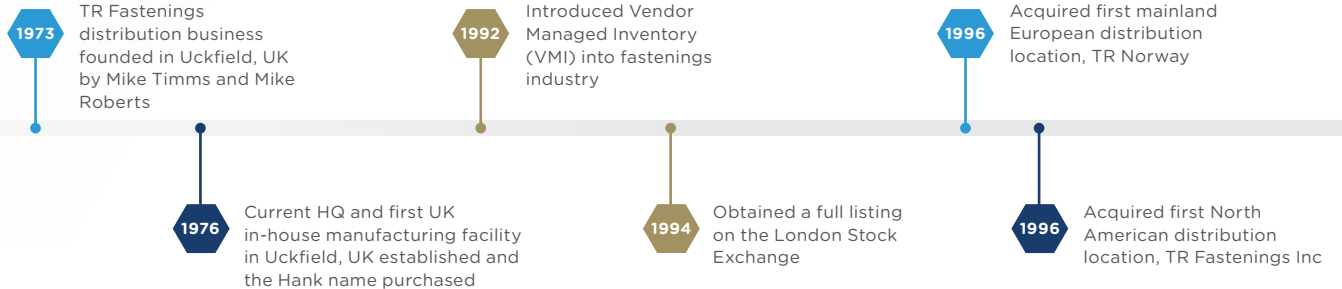 1973
TR Fastenings
distribution business
founded in Uckfield, UK
by Mike Timms and Mike
Roberts
1976
Current HQ and first UK
in-house manufacturing facility
in Uckfield, UK established and
the Hank name purchased
1992
Introduced Vendor
Managed Inventory
(VMI) into fastenings
industry
1994
Obtained a full listing
on the London Stock
Exchange
1996
Acquired first mainland
European distribution
location, TR Norway
1996
Acquired first North
American distribution
location, TR Fastenings Inc